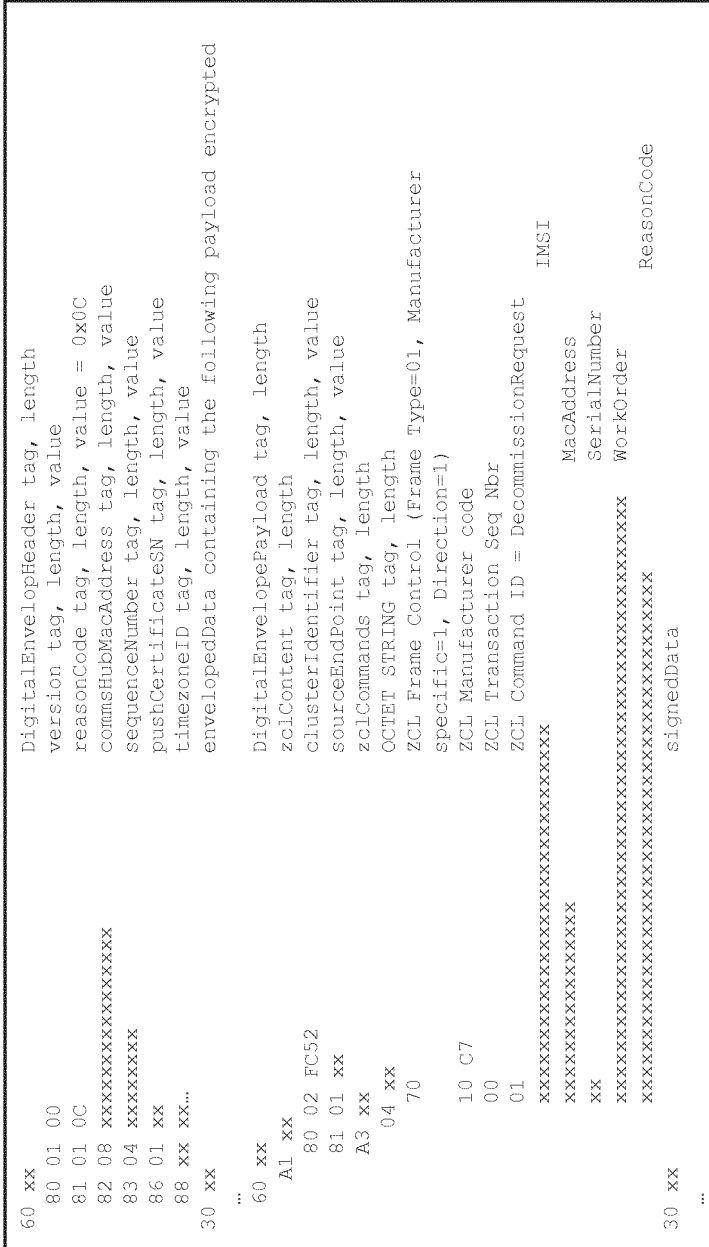 60 xx DigitalEnvelopHeader tag, length
80 01 00 version tag, length, value
81 01 0C reasonCode tag, length, value = 0x0C
82 08 xxxxxxxxxxxxxxxx commsHubMacAddress tag, length, value
83 04 xxxxxxxx sequenceNumber tag, length, value
86 01 xx pushCertificateSN tag, length, value
88 xx xx… timezoneID tag, length, value
30 xx envelopedData containing the following payload encrypted
…
60 xx DigitalEnvelopePayload tag, length
A1 xx zclContent tag, length
80 02 FC52 clusterIdentifier tag, length, value
81 01 xx sourceEndPoint tag, length, value
A3 xx zclCommands tag, length
04 xx OCTET STRING tag, length
70 ZCL Frame Control (Frame Type=01, Manufacturer
specific=1, Direction=1)
10 C7 ZCL Manufacturer code
00 ZCL Transaction Seq Nbr
01 ZCL Command ID = DecommissionRequest
xxxxxxxxxxxxxxxxxxxxxxxxxxxxxx IMSI
xxxxxxxxxxxxxxxx MacAddress
xx SerialNumber
xxxxxxxxxxxxxxxxxxxxxxxxxxxxxxxxxxxxxxxxxxxxxxxx WorkOrder
xxxxxxxxxxxxxxxxxxxxxxxxxxxxxxxxxxxxxxxxxx ReasonCode
30 xx signedData
…